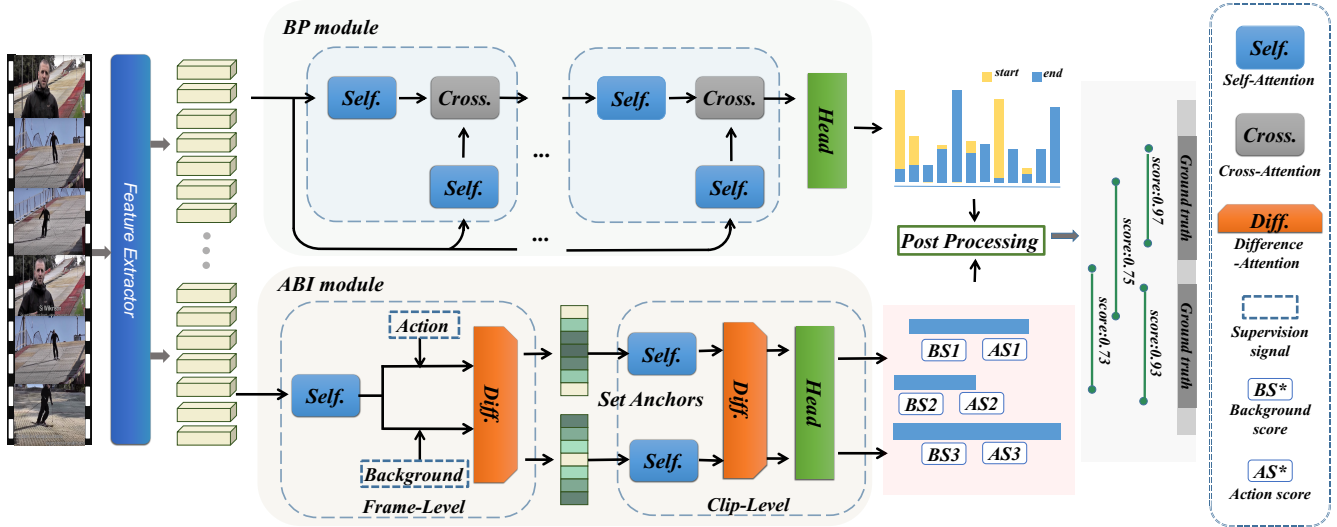 BP module
Self.
Cross.
Self.
...
...
Self.
Cross.
Self.
Head
start
end
Feature Extractor
Post Processing
score:0.97
score:0.75
score:0.73
score:0.93
Ground truth
Ground truth
ABI module
Action
Self.
Background
Diff.
Frame-Level
Self.
Set Anchors
Self.
Diff.
Head
Clip-Level
BS1
AS1
BS2
AS2
BS3
AS3
Self.
Self-Attention
Cross.
Cross-Attention
Diff.
Difference
-Attention
Supervision
signal
BS*
Background
score
AS*
Action score